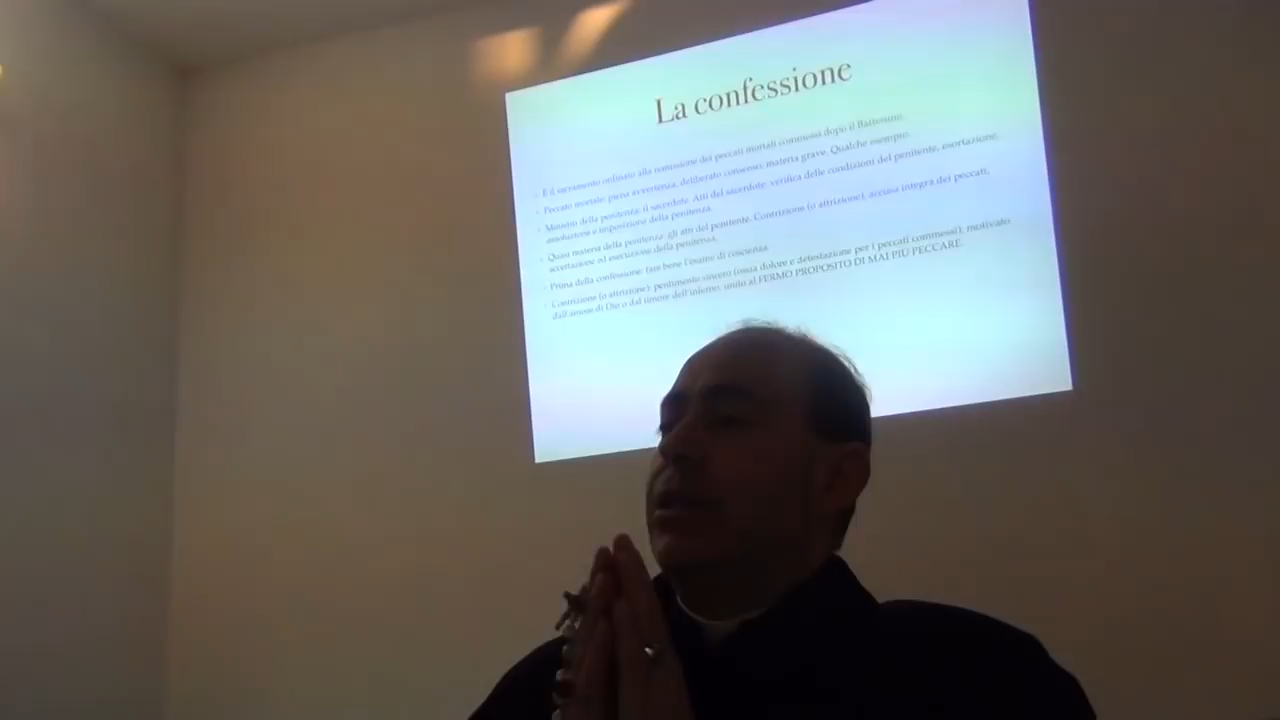 La confessione
È il sacramento ordinato alla remissione dei peccati mortali commessi dopo il Battesimo.
Peccato mortale: piena avvertenza, deliberato consenso, materia grave. Qualche esempio.
Ministro della penitenza: il sacerdote. Atti del sacerdote: verifica delle condizioni del penitente, esortazione,
assoluzione e imposizione della penitenza.
Quasi materia della penitenza: gli atti del penitente. Contrizione (o attrizione), accusa integra dei peccati,
accettazione ed esecuzione della penitenza.
Prima della confessione: fare bene l'esame di coscienza.
Contrizione (o attrizione): pentimento sincero (ossia dolore e detestazione per i peccati commessi), motivato
dall'amore di Dio o dal timore dell'inferno, unito al FERMO PROPOSITO DI MAI PIÙ PECCARE.